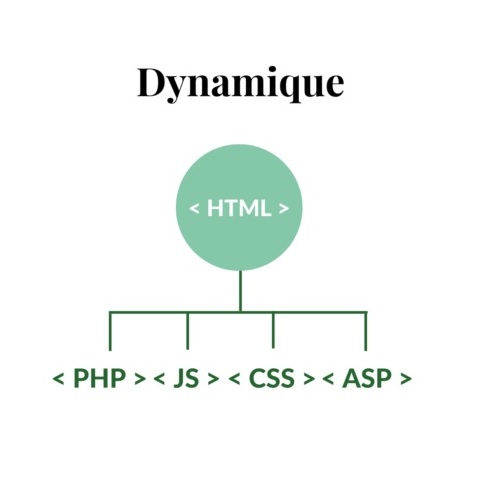 Dynamique
< HTML >
< PHP > < JS > < CSS > < ASP >